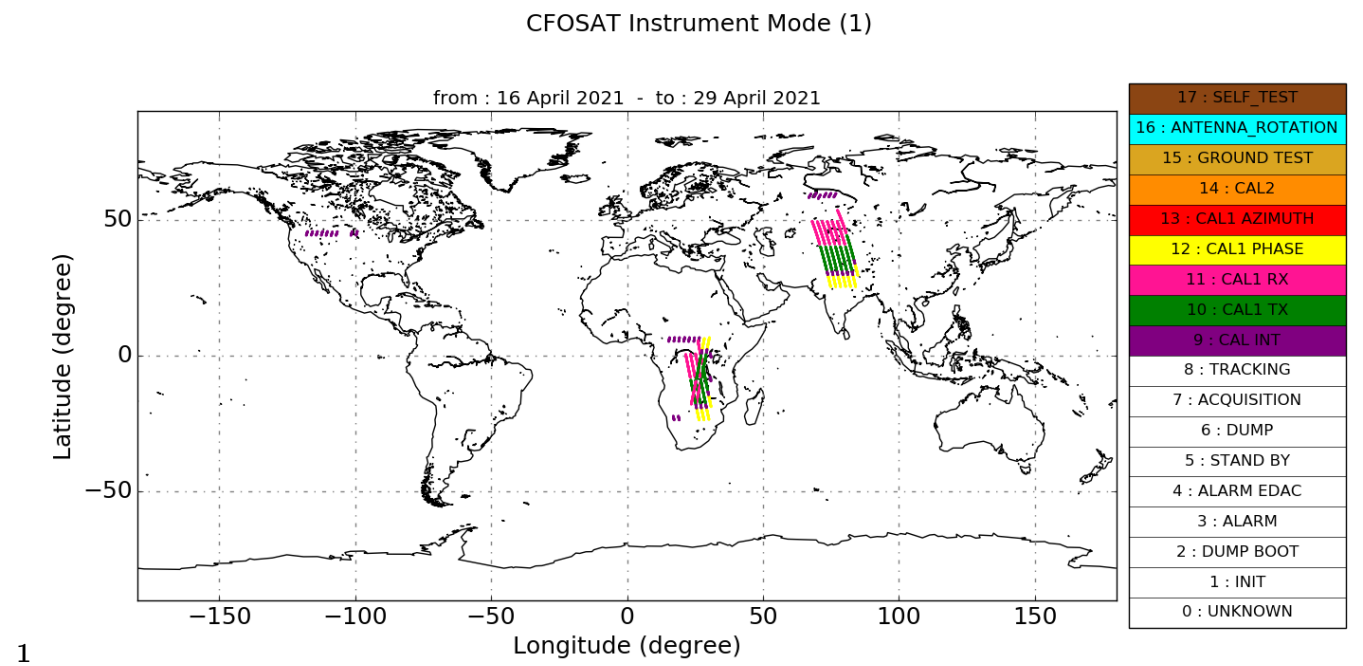 CFOSAT Instrument Mode (1)
from : 16 April 2021 - to : 29 April 2021
17 : SELF_TEST
16 : ANTENNA_ROTATION
15 : GROUND TEST
14 : CAL2
13 : CAL1 AZIMUTH
12 : CAL1 PHASE
11 : CAL1 RX
10 : CAL1 TX
9 : CAL INT
8 : TRACKING
7 : ACQUISITION
6 : DUMP
5 : STAND BY
4 : ALARM EDAC
3 : ALARM
2 : DUMP BOOT
1 : INIT
0 : UNKNOWN
Latitude (degree)
50
0
−50
−150 −100 −50 0 50 100 150
Longitude (degree)
1